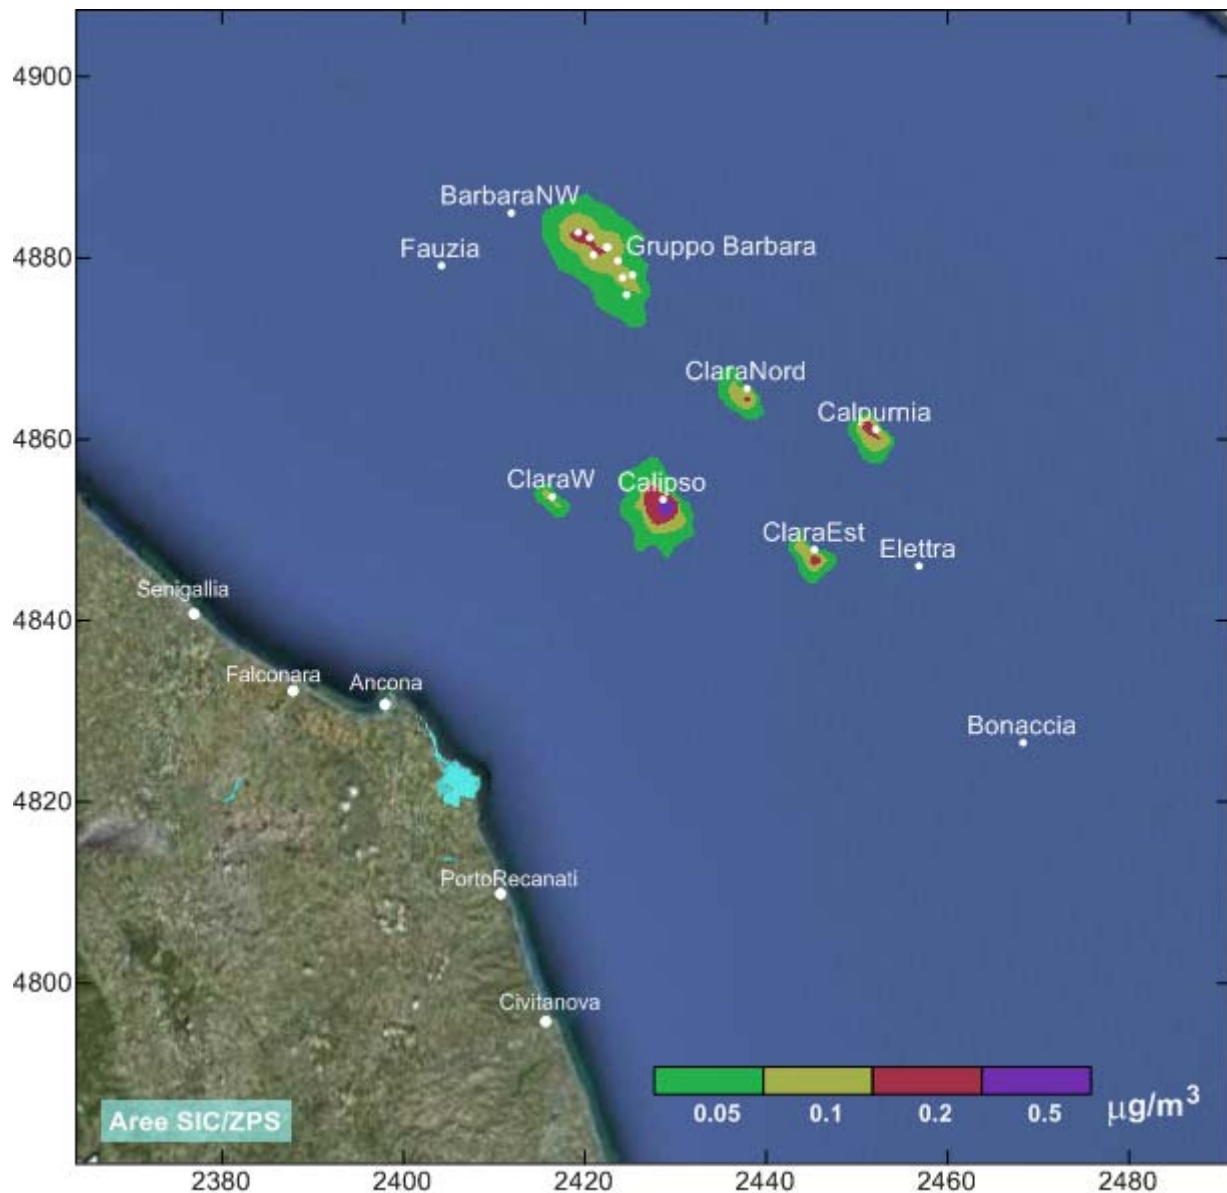 4900
BarbaraNW
4880
Fauzia
Gruppo Barbara
ClaraNord
Calpurnia
4860
ClaraW
Calipso
ClaraEst
Elettra
Senigallia
4840
Falconara
Ancona
Bonaccia
4820
PortoRecanati
4800
Civitanova
0.05 0.1 0.2 0.5 µg/m³
Aree SIC/ZPS
2380 2400 2420 2440 2460 2480